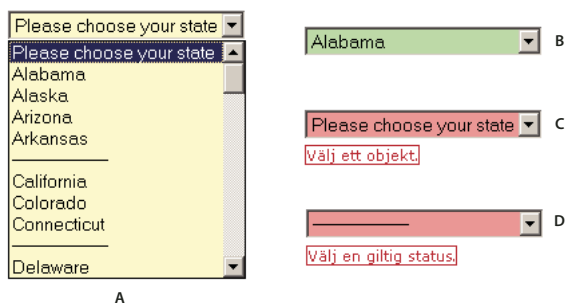 Please choose your state
Please choose your state
Alabama
Alaska
Arizona
Arkansas
California
Colorado
Connecticut
Delaware
A
Alabama
B
Please choose your state
C
Välj ett objekt.
D
Välj en giltig status.